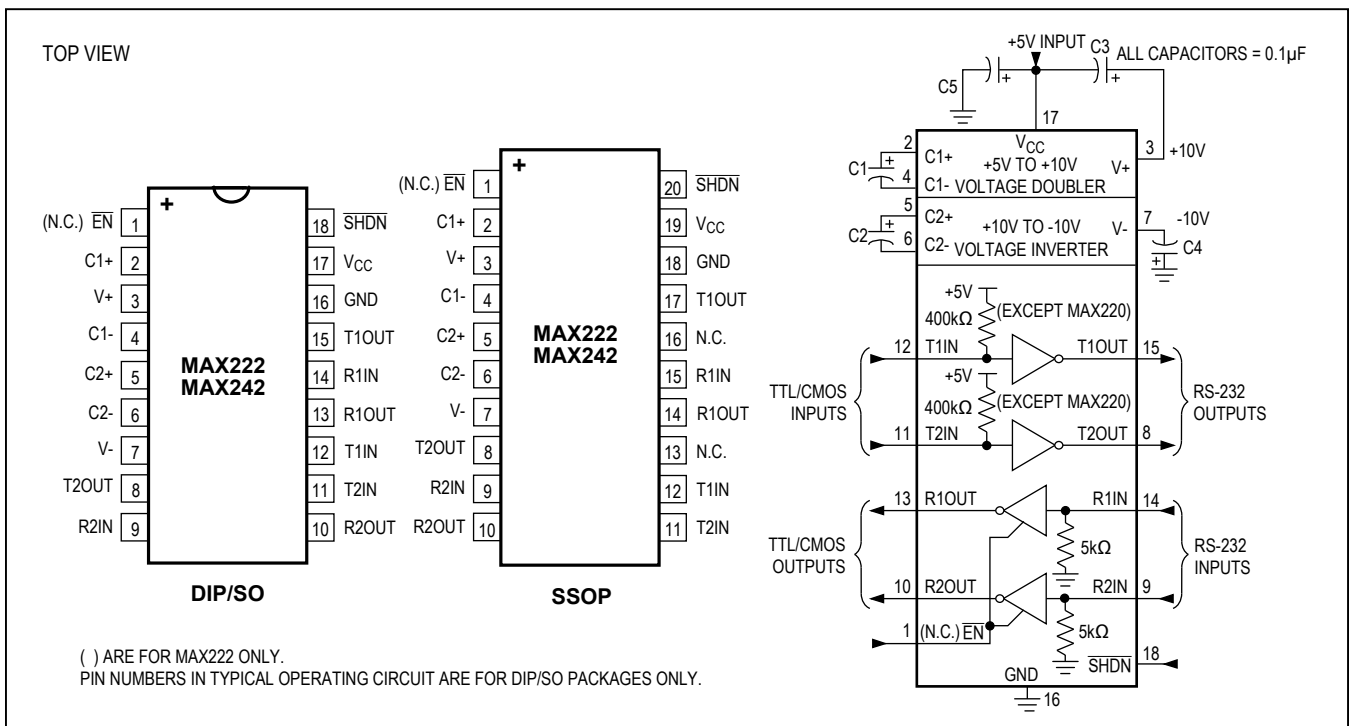 TOP VIEW
(N.C.) EN 1
C1+ 2
V+ 3
C1- 4
C2+ 5
C2- 6
V- 7
T2OUT 8
R2IN 9
+
MAX222
MAX242
18 SHDN
17 VCC
16 GND
15 T1OUT
14 R1IN
13 R1OUT
12 T1IN
11 T2IN
10 R2OUT
DIP/SO
(N.C.) EN 1
C1+ 2
V+ 3
C1- 4
C2+ 5
C2- 6
V- 7
T2OUT 8
R2IN 9
R2OUT 10
+
MAX222
MAX242
20 SHDN
19 VCC
18 GND
17 T1OUT
16 N.C.
15 R1IN
14 R1OUT
13 N.C.
12 T1IN
11 T2IN
SSOP
( ) ARE FOR MAX222 ONLY.
PIN NUMBERS IN TYPICAL OPERATING CIRCUIT ARE FOR DIP/SO PACKAGES ONLY.
+5V INPUT C3 ALL CAPACITORS = 0.1µF
C5 + +
17
2 VCC 3 +10V
C1 + C1+ +5V TO +10V V+
4 C1- VOLTAGE DOUBLER
5 C2+ 7 -10V
C2 + +10V TO -10V V-
6 C2- VOLTAGE INVERTER + C4
+5V
400kΩ (EXCEPT MAX220)
12 T1IN T1OUT 15
+5V
TTL/CMOS
INPUTS
400kΩ (EXCEPT MAX220)
RS-232
OUTPUTS
11 T2IN T2OUT 8
13 R1OUT R1IN 14
5kΩ
TTL/CMOS
OUTPUTS
RS-232
INPUTS
10 R2OUT R2IN 9
1 (N.C.) EN
5kΩ
SHDN 18
GND
16